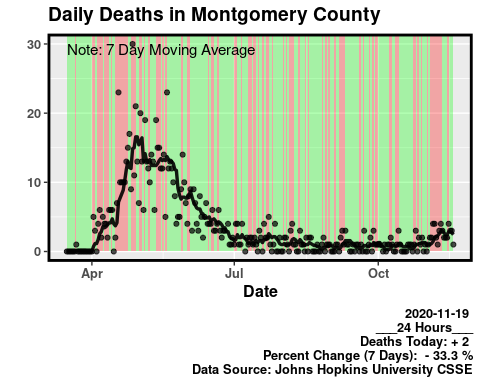 Daily Deaths in Montgomery County
Note: 7 Day Moving Average
30
20
10
0
Apr
Jul
Oct
Date
2020-11-19
___24 Hours___
Deaths Today: + 2
Percent Change (7 Days): - 33.3 %
Data Source: Johns Hopkins University CSSE